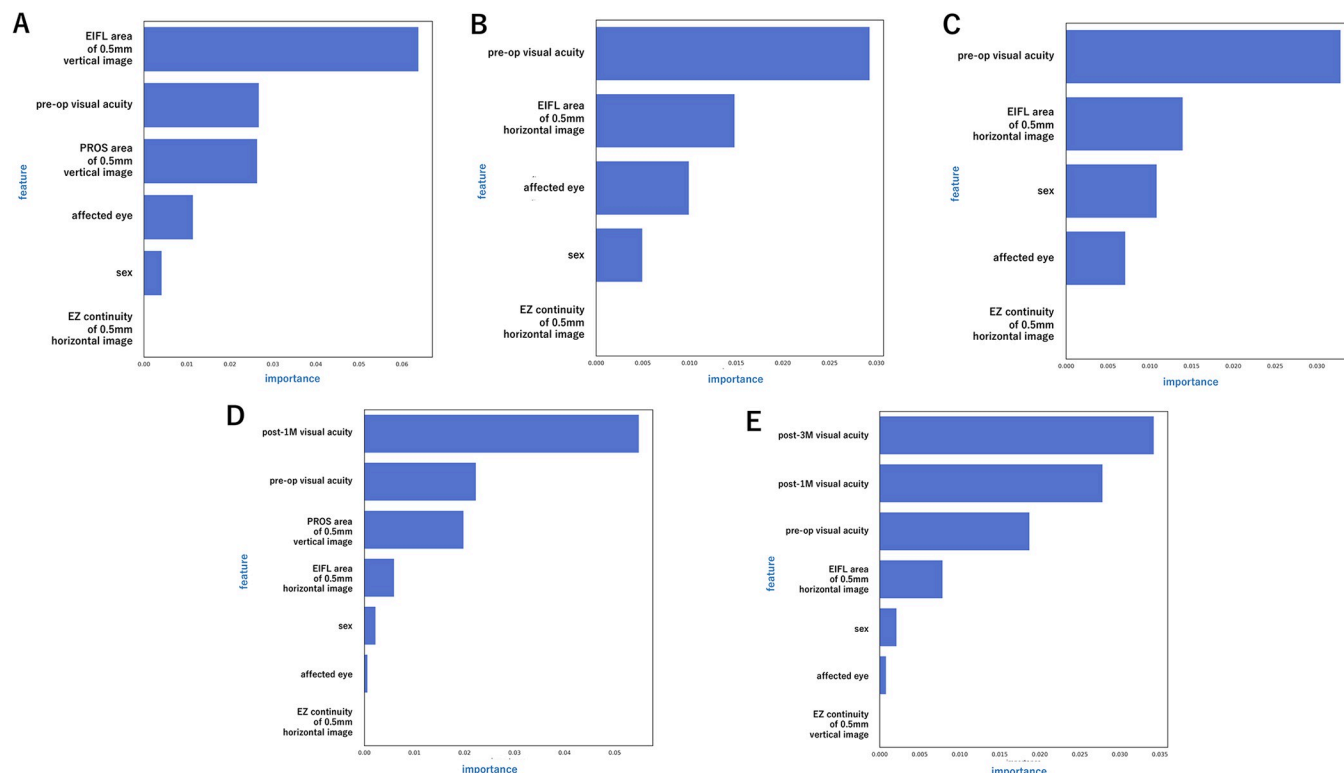 A
EIFL area
of 0.5mm
vertical image
pre-op visual acuity
PROS area
of 0.5mm
vertical image
affected eye
sex
EZ continuity
of 0.5mm
horizontal image
feature
0.00 0.01 0.02 0.03 0.04 0.05 0.06
importance
B
pre-op visual acuity
EIFL area
of 0.5mm
horizontal image
affected eye
sex
EZ continuity
of 0.5mm
horizontal image
feature
0.000 0.005 0.010 0.015 0.020 0.025 0.030
importance
C
pre-op visual acuity
EIFL area
of 0.5mm
horizontal image
sex
affected eye
EZ continuity
of 0.5mm
horizontal image
feature
0.000 0.005 0.010 0.015 0.020 0.025 0.030
importance
D
post-1M visual acuity
pre-op visual acuity
PROS area
of 0.5mm
vertical image
EIFL area
of 0.5mm
horizontal image
sex
affected eye
EZ continuity
of 0.5mm
horizontal image
feature
0.00 0.01 0.02 0.03 0.04 0.05
importance
E
post-3M visual acuity
post-1M visual acuity
pre-op visual acuity
EIFL area
of 0.5mm
horizontal image
sex
affected eye
EZ continuity
of 0.5mm
vertical image
feature
0.000 0.005 0.010 0.015 0.020 0.025 0.030 0.035
importance